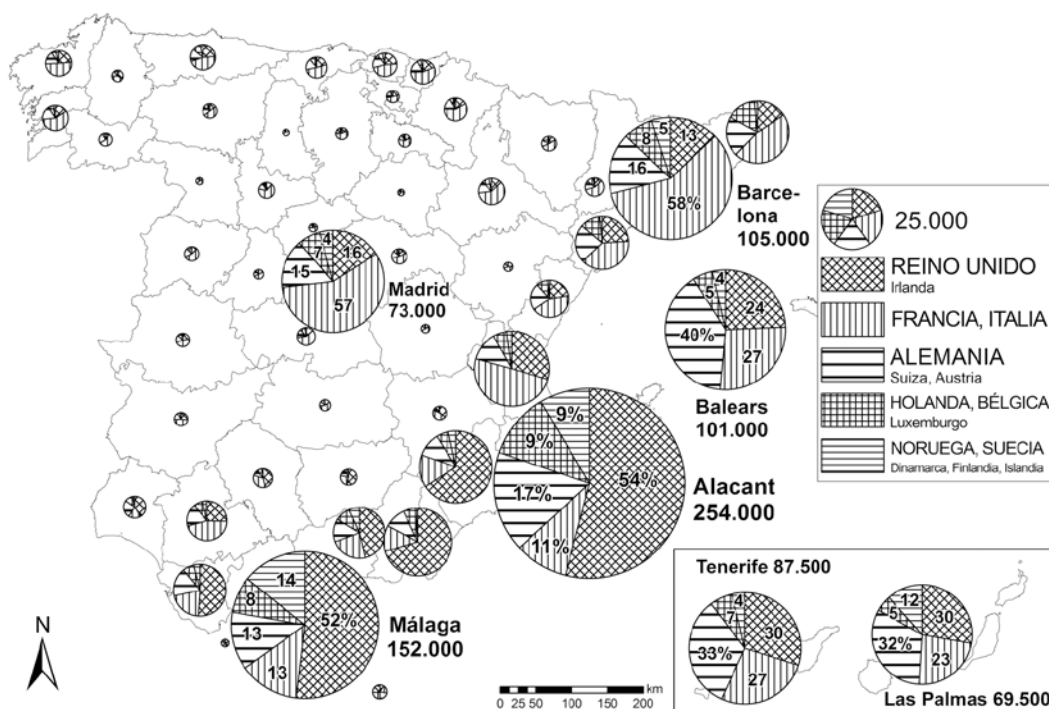 5
13
8
16
58%
Barce-
lona
105.000
4
16
7
15
57
Madrid
73.000
4
5
24
40%
27
Balears
101.000
9%
9%
54%
17%
11%
Alacant
254.000
14
8
52%
13
13
Málaga
152.000
25.000
REINO UNIDO
Irlanda
FRANCIA, ITALIA
ALEMANIA
Suiza, Austria
HOLANDA, BÉLGICA
Luxemburgo
NORUEGA, SUECIA
Dinamarca, Finlandia, Islandia
Tenerife 87.500
4
7
30
33%
27
12
5
30
32%
23
Las Palmas 69.500
N
km
0 25 50 100 150 200